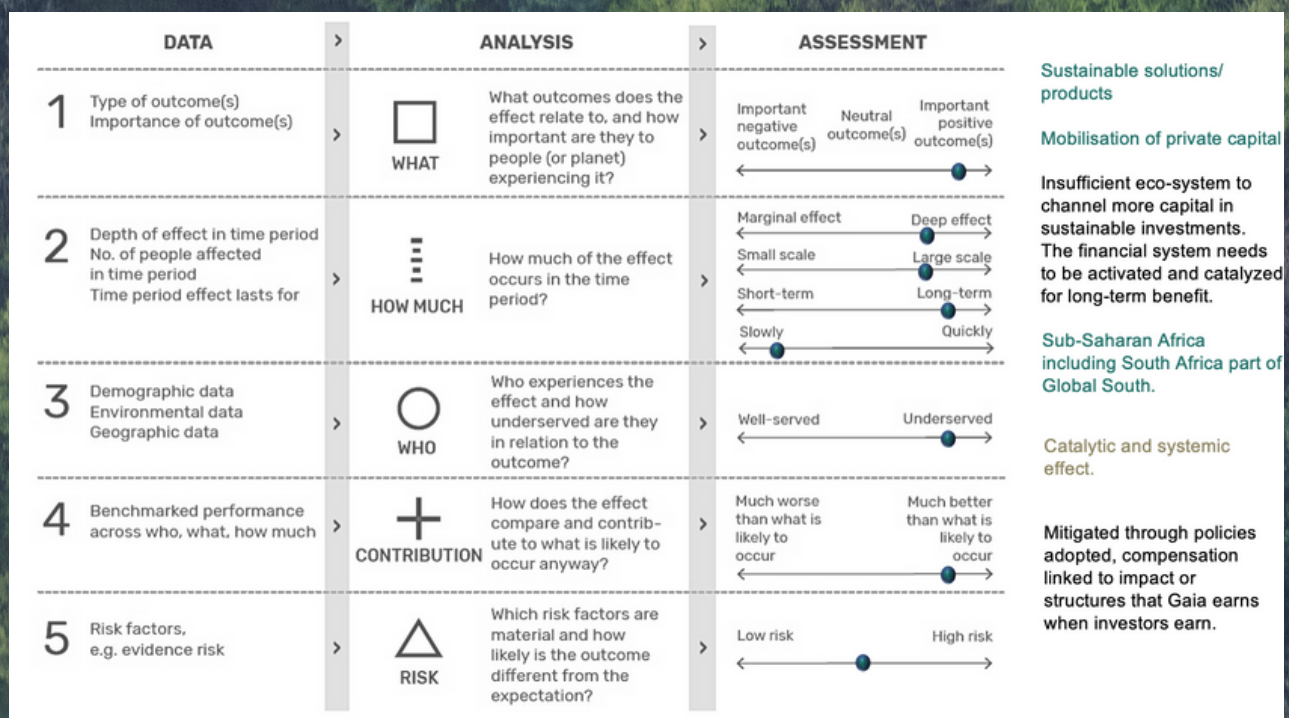 DATA > ANALYSIS > ASSESSMENT
1
Type of outcome(s)
Importance of outcome(s)
>
WHAT
What outcomes does the
effect relate to, and how
important are they to
people (or planet)
experiencing it?
>
Important
negative
outcome(s)
Neutral
outcome(s)
Important
positive
outcome(s)
2
Depth of effect in time period
No. of people affected
in time period
Time period effect lasts for
>
HOW MUCH
How much of the effect
occurs in the time
period?
>
Marginal effect
Deep effect
Small scale
Large scale
Short-term
Long-term
Slowly
Quickly
3
Demographic data
Environmental data
Geographic data
>
WHO
Who experiences the
effect and how
underserved are they
in relation to the
outcome?
>
Well-served
Underserved
4
Benchmarked performance
across who, what, how much
>
CONTRIBUTION
How does the effect
compare and contrib-
ute to what is likely to
occur anyway?
>
Much worse
than what is
likely to
occur
Much better
than what is
likely to
occur
5
Risk factors,
e.g. evidence risk
>
RISK
Which risk factors are
material and how
likely is the outcome
different from the
expectation?
>
Low risk
High risk
Sustainable solutions/
products
Mobilisation of private capital
Insufficient eco-system to
channel more capital in
sustainable investments.
The financial system needs
to be activated and catalyzed
for long-term benefit.
Sub-Saharan Africa
including South Africa part of
Global South.
Catalytic and systemic
effect.
Mitigated through policies
adopted, compensation
linked to impact or
structures that Gaia earns
when investors earn.